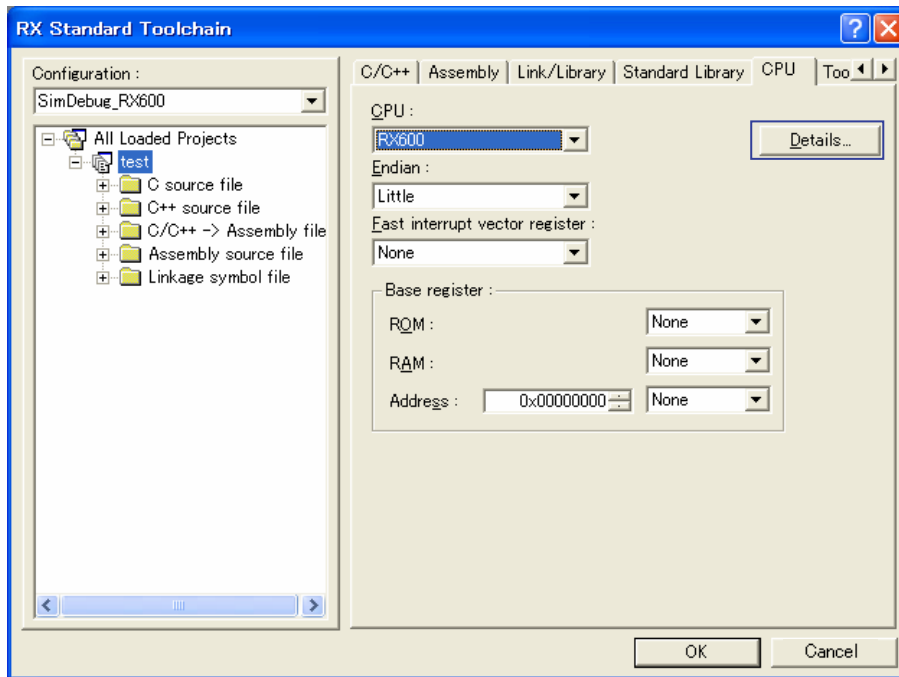 RX Standard Toolchain
Configuration :
SimDebug_RX600
All Loaded Projects
test
C source file
C++ source file
C/C++ -> Assembly file
Assembly source file
Linkage symbol file
C/C++ Assembly Link/Library Standard Library CPU Too
CPU :
RX600
Details...
Endian :
Little
Fast interrupt vector register :
None
Base register :
ROM : None
RAM : None
Address : 0x00000000 None
OK Cancel